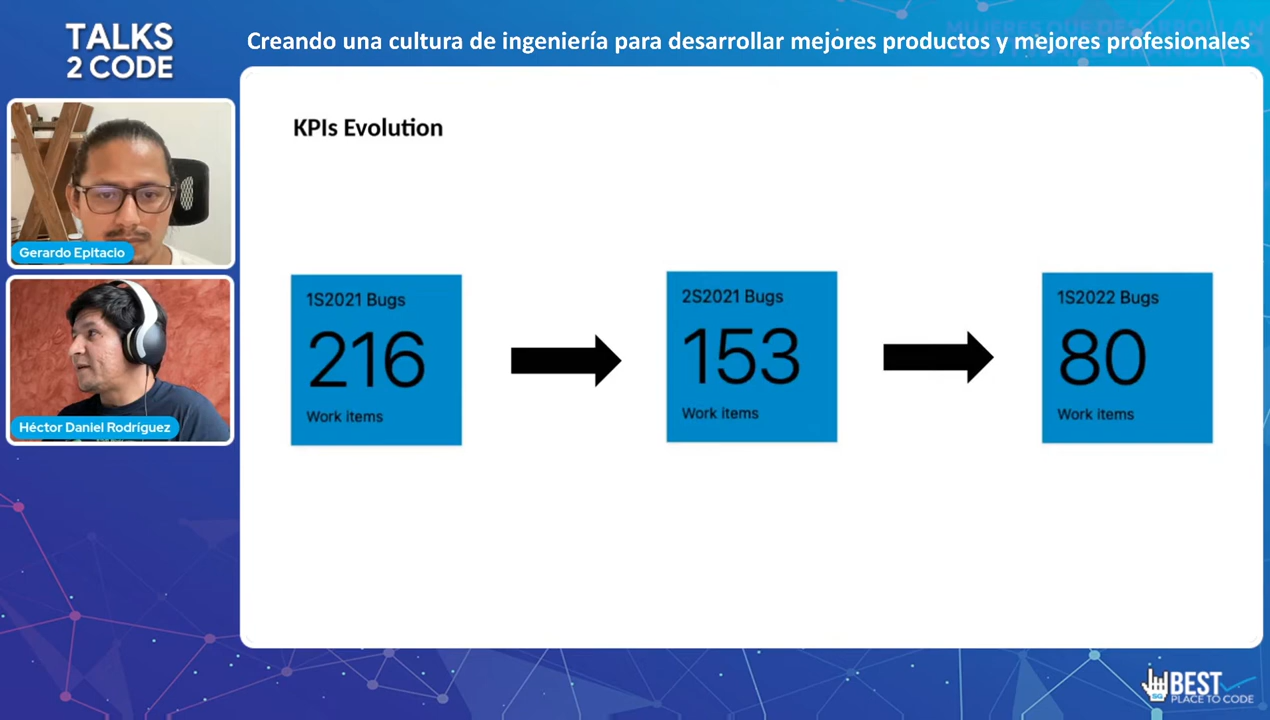 TALKS
2 CODE
Creando una cultura de ingeniería para desarrollar mejores productos y mejores profesionales
Gerardo Epitacio
Héctor Daniel Rodríguez
KPIs Evolution
1S2021 Bugs
216
Work items
2S2021 Bugs
153
Work items
1S2022 Bugs
80
Work items
SG
BEST
PLACE TO CODE